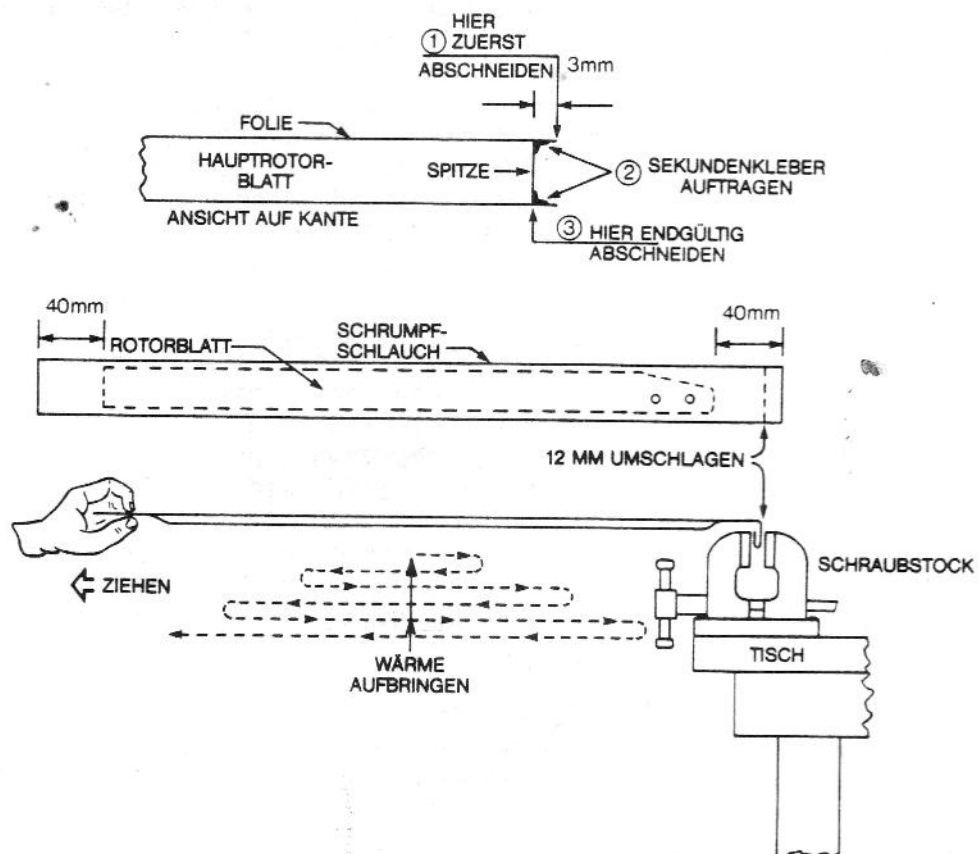 HIER
① ZUERST
ABSCHNEIDEN
3mm
FOLIE
HAUPTROTOR-
BLATT
SPITZE
② SEKUNDENKLEBER
AUFTRAGEN
ANSICHT AUF KANTE
③ HIER ENDGÜLTIG
ABSCHNEIDEN
40mm
40mm
SCHRUMPF-
SCHLAUCH
ROTORBLATT
12 MM UMSCHLAGEN
SCHRAUBSTOCK
ZIEHEN
TISCH
WÄRME
AUFBRINGEN